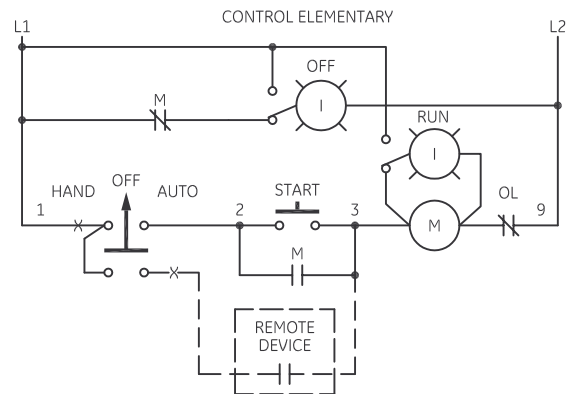 CONTROL ELEMENTARY
L1
L2
OFF
M
I
RUN
I
HAND
OFF
AUTO
START
OL
1
2
3
9
M
M
REMOTE
DEVICE